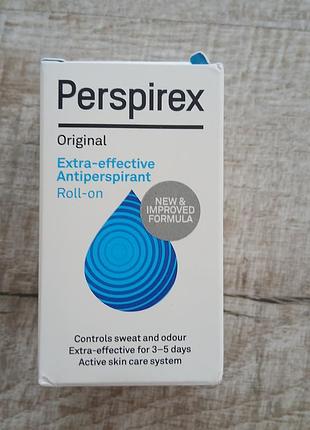 Perspirex
Original
Extra-effective
Antiperspirant
Roll-on
NEW &
IMPROVED
FORMULA
Controls sweat and odour
Extra-effective for 3–5 days
Active skin care system